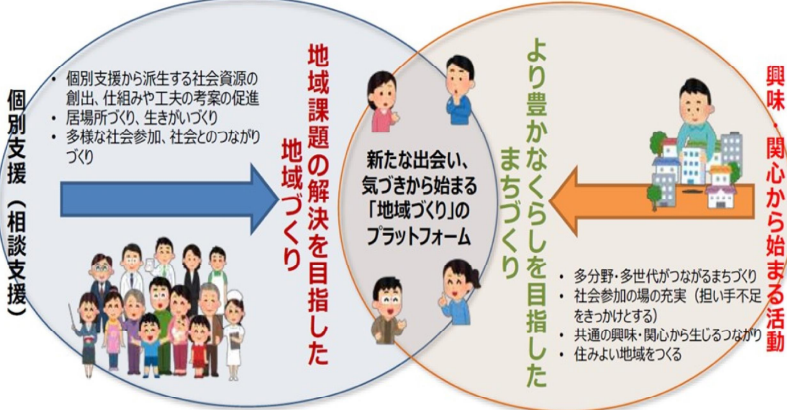 個別支援（相談支援）
・ 個別支援から派生する社会資源の
創出、仕組みや工夫の考案の促進
・ 居場所づくり、生きがいづくり
・ 多様な社会参加、社会とのつながり
づくり
地域課題の解決を目指した
地域づくり
新たな出会い、
気づきから始まる
「地域づくり」の
プラットフォーム
より豊かなくらしを目指した
まちづくり
・ 多分野・多世代がつながるまちづくり
・ 社会参加の場の充実（担い手不足
をきっかけとする）
・ 共通の興味・関心から生じるつながり
・ 住みよい地域をつくる
興味・関心から始まる活動